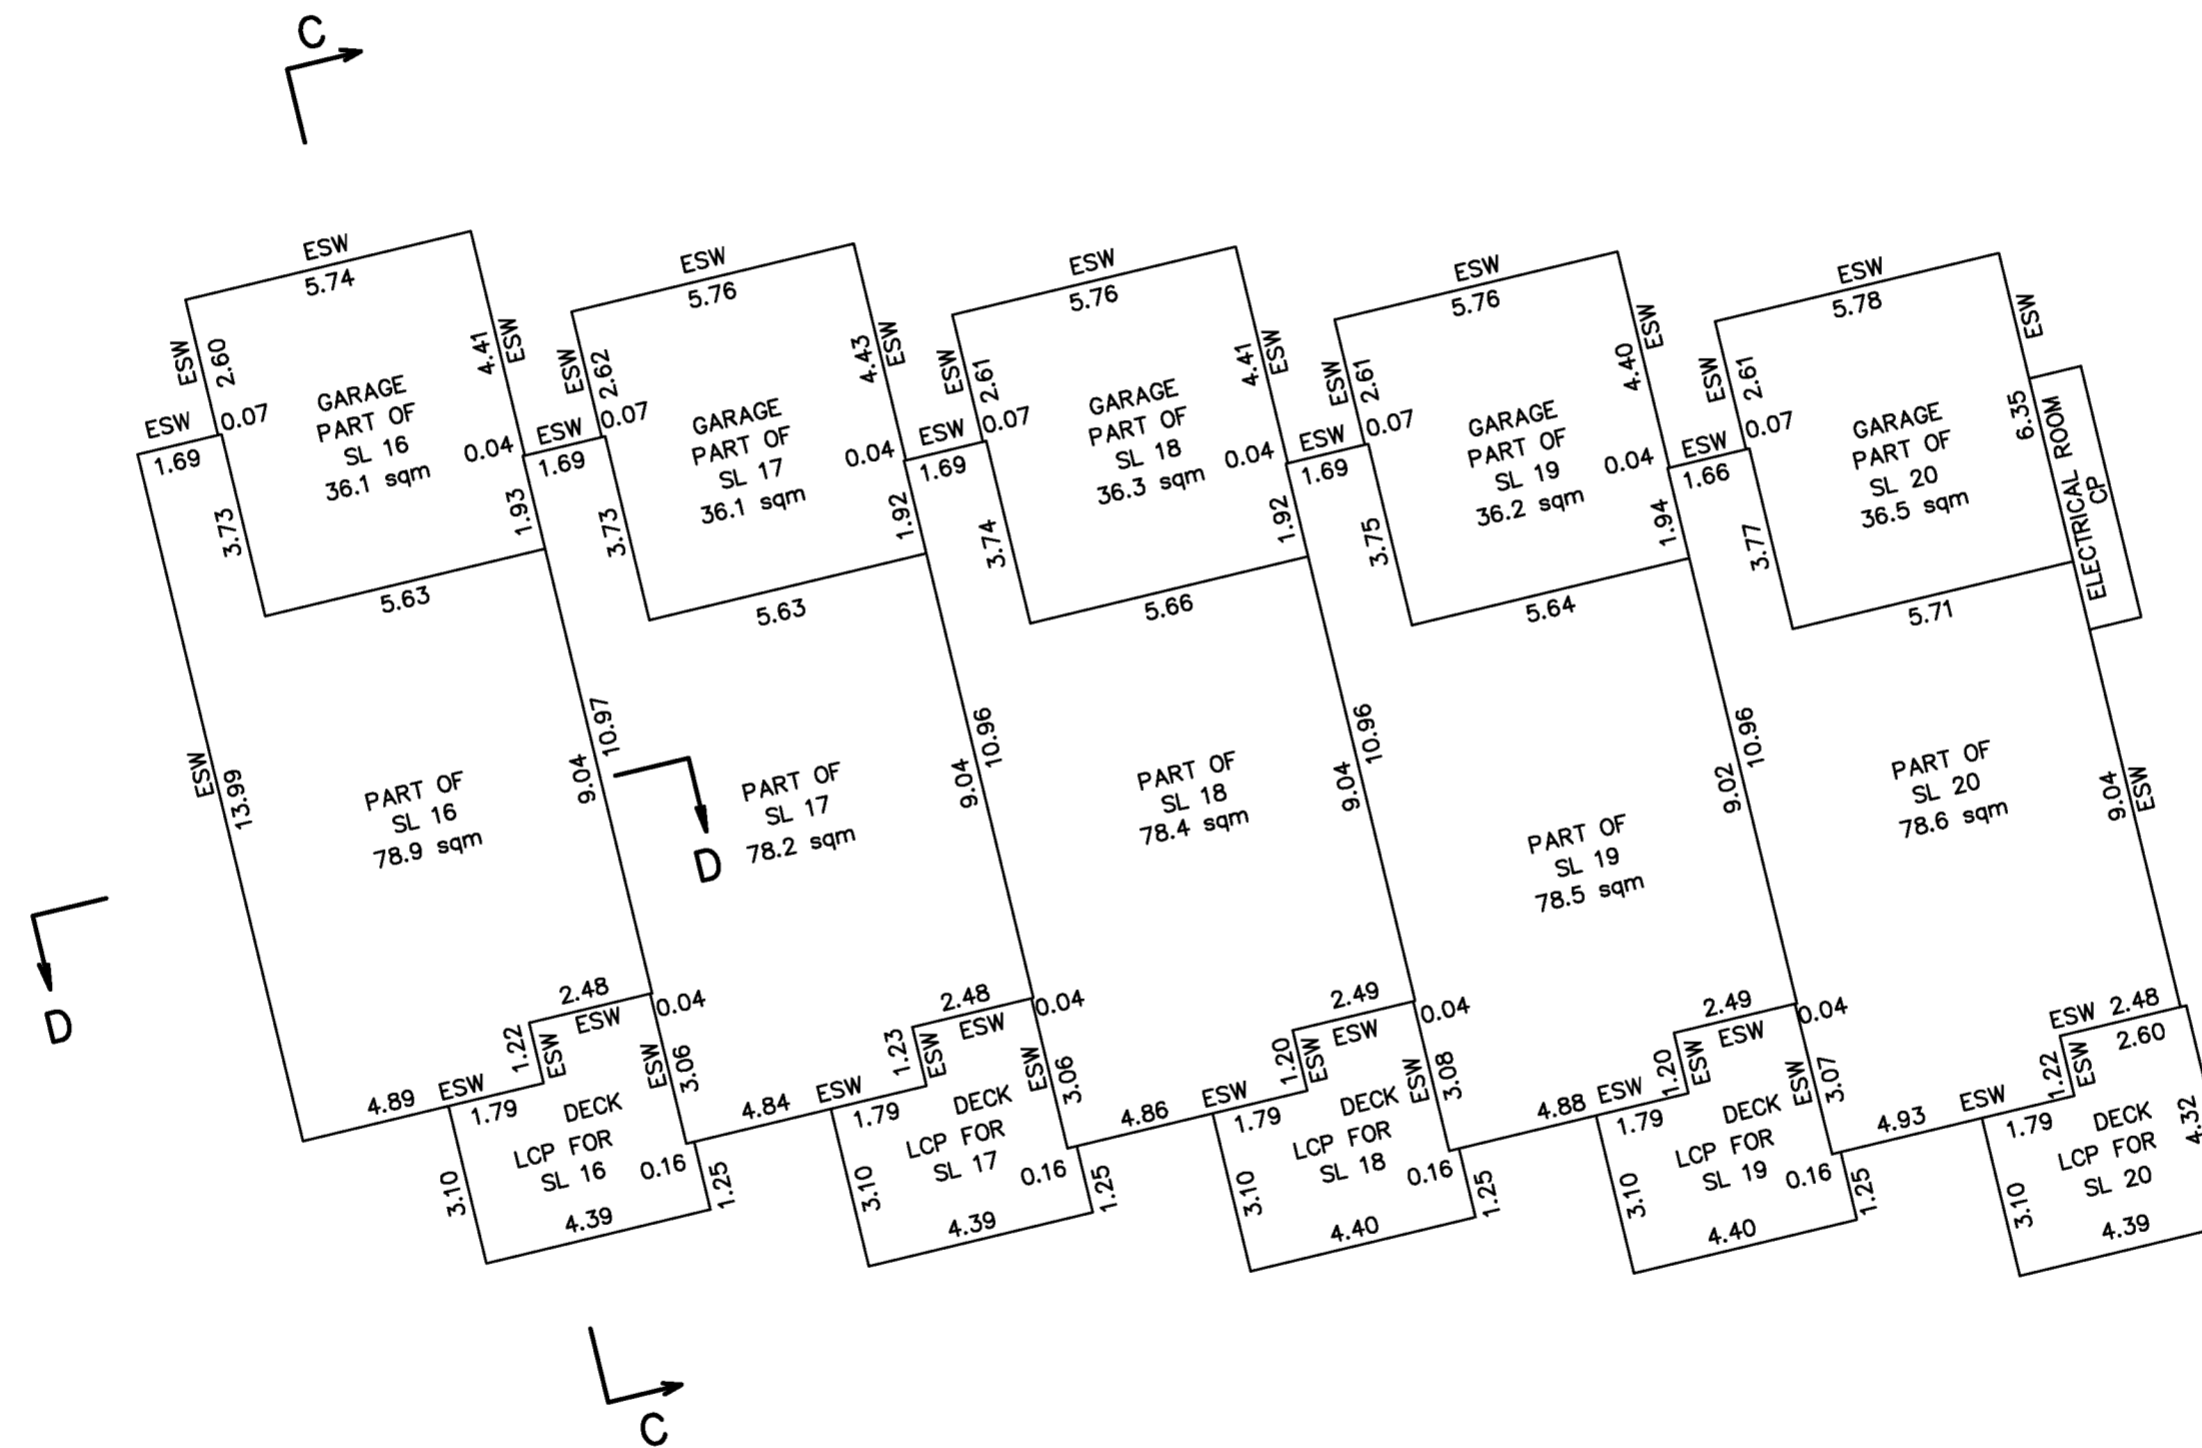 C
ESW
5.74
ESW
2.60
4.41
ESW
GARAGE
PART OF
SL 16
36.1 sqm
ESW
0.07
1.69
0.04
3.73
1.93
5.63
ESW
5.76
ESW
2.62
4.43
ESW
GARAGE
PART OF
SL 17
36.1 sqm
ESW
0.07
1.69
0.04
3.73
1.92
5.63
ESW
5.76
ESW
2.61
4.41
ESW
GARAGE
PART OF
SL 18
36.3 sqm
ESW
0.07
1.69
0.04
3.74
1.92
5.66
ESW
5.76
ESW
2.61
4.40
ESW
GARAGE
PART OF
SL 19
36.2 sqm
ESW
0.07
1.69
0.04
3.75
1.94
5.64
ESW
5.78
ESW
2.61
ESW
6.35
GARAGE
PART OF
SL 20
36.5 sqm
ESW
0.07
1.66
3.77
5.71
ELECTRICAL ROOM
CP
ESW
13.99
PART OF
SL 16
78.9 sqm
9.04
10.97
D
PART OF
SL 17
78.2 sqm
9.04
10.96
PART OF
SL 18
78.4 sqm
9.04
10.96
PART OF
SL 19
78.5 sqm
9.02
10.96
PART OF
SL 20
78.6 sqm
9.04
ESW
D
2.48
ESW
0.04
1.22
ESW
ESW
3.06
4.89
ESW
1.79
DECK
LCP FOR
SL 16
0.16
1.25
3.10
4.39
2.48
ESW
0.04
1.23
ESW
ESW
3.06
4.84
ESW
1.79
DECK
LCP FOR
SL 17
0.16
1.25
3.10
4.39
2.49
ESW
0.04
1.20
ESW
ESW
3.08
4.86
ESW
1.79
DECK
LCP FOR
SL 18
0.16
1.25
3.10
4.40
2.49
ESW
0.04
1.20
ESW
ESW
3.07
4.88
ESW
1.79
DECK
LCP FOR
SL 19
0.16
1.25
3.10
4.40
ESW 2.48
2.60
1.22
ESW
4.93
ESW
1.79
DECK
LCP FOR
SL 20
4.32
3.10
4.39
C